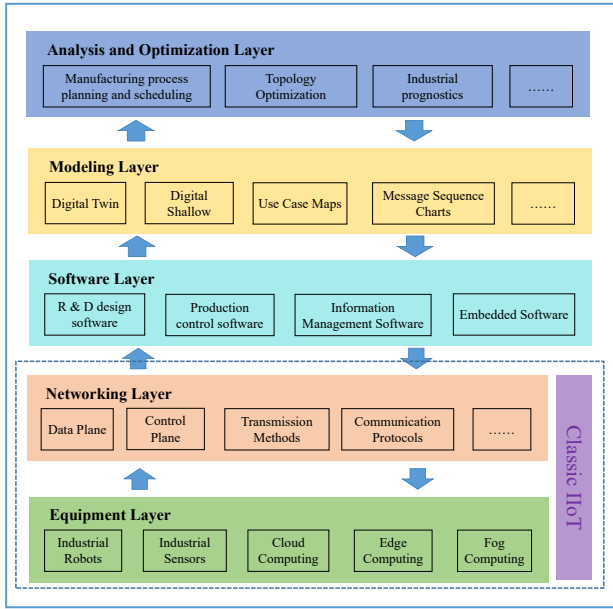 Analysis and Optimization Layer
Manufacturing process
planning and scheduling
Topology
Optimization
Industrial
prognostics
……
Modeling Layer
Digital Twin
Digital
Shallow
Use Case Maps
Message Sequence
Charts
……
Software Layer
R & D design
software
Production
control software
Information
Management Software
Embedded Software
Networking Layer
Data Plane
Control
Plane
Transmission
Methods
Communication
Protocols
……
Classic IIoT
Equipment Layer
Industrial
Robots
Industrial
Sensors
Cloud
Computing
Edge
Computing
Fog
Computing